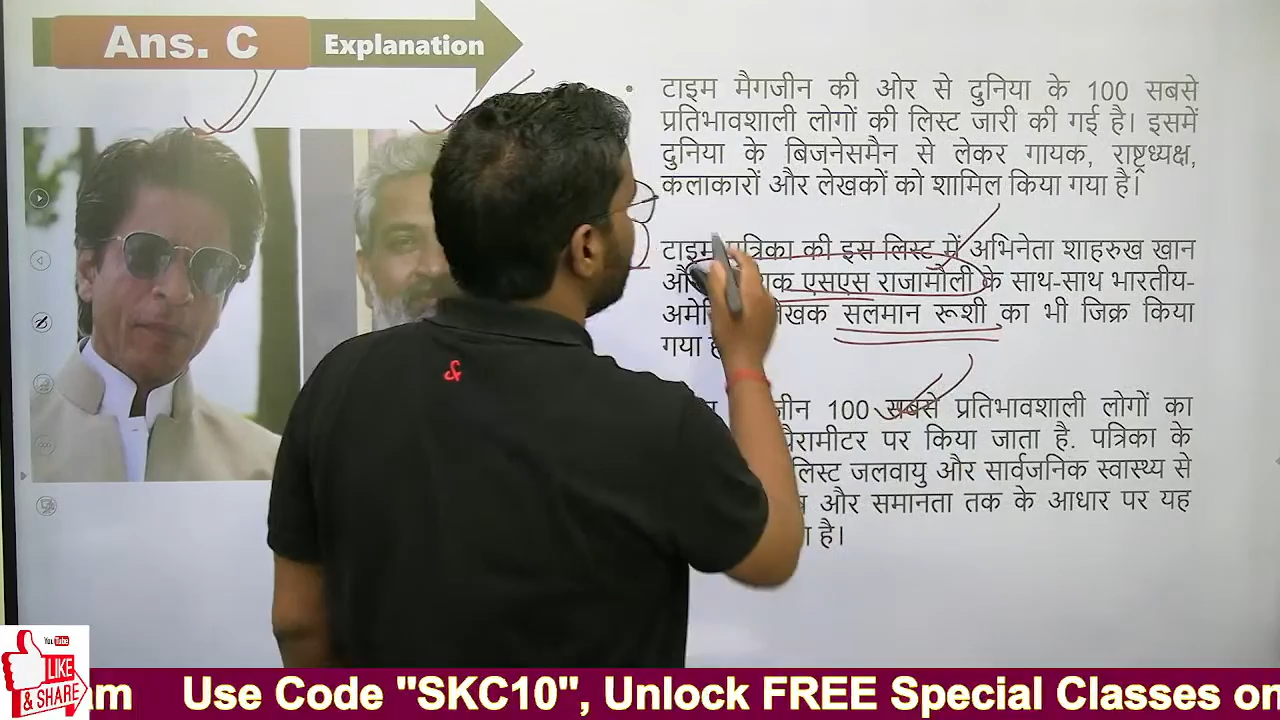 Ans. C
Explanation
टाइम मैगजीन की ओर से दुनिया के 100 सबसे
प्रतिभावशाली लोगों की लिस्ट जारी की गई है। इसमें
दुनिया के बिजनेसमैन से लेकर गायक, राष्ट्रध्यक्ष,
कलाकारों और लेखकों को शामिल किया गया है।
टाइम पत्रिका की इस लिस्ट में अभिनेता शाहरुख खान
एसएस राजामौली के साथ-साथ भारतीय-
सलमान रूशी का भी जिक्र किया
गया
100 सबसे प्रतिभावशाली लोगों का
पैरामीटर पर किया जाता है. पत्रिका के
लिस्ट जलवायु और सार्वजनिक स्वास्थ्य से
और समानता तक के आधार पर यह
है।
YouTube
LIKE
& SHARE
am Use Code "SKC10", Unlock FREE Special Classes on